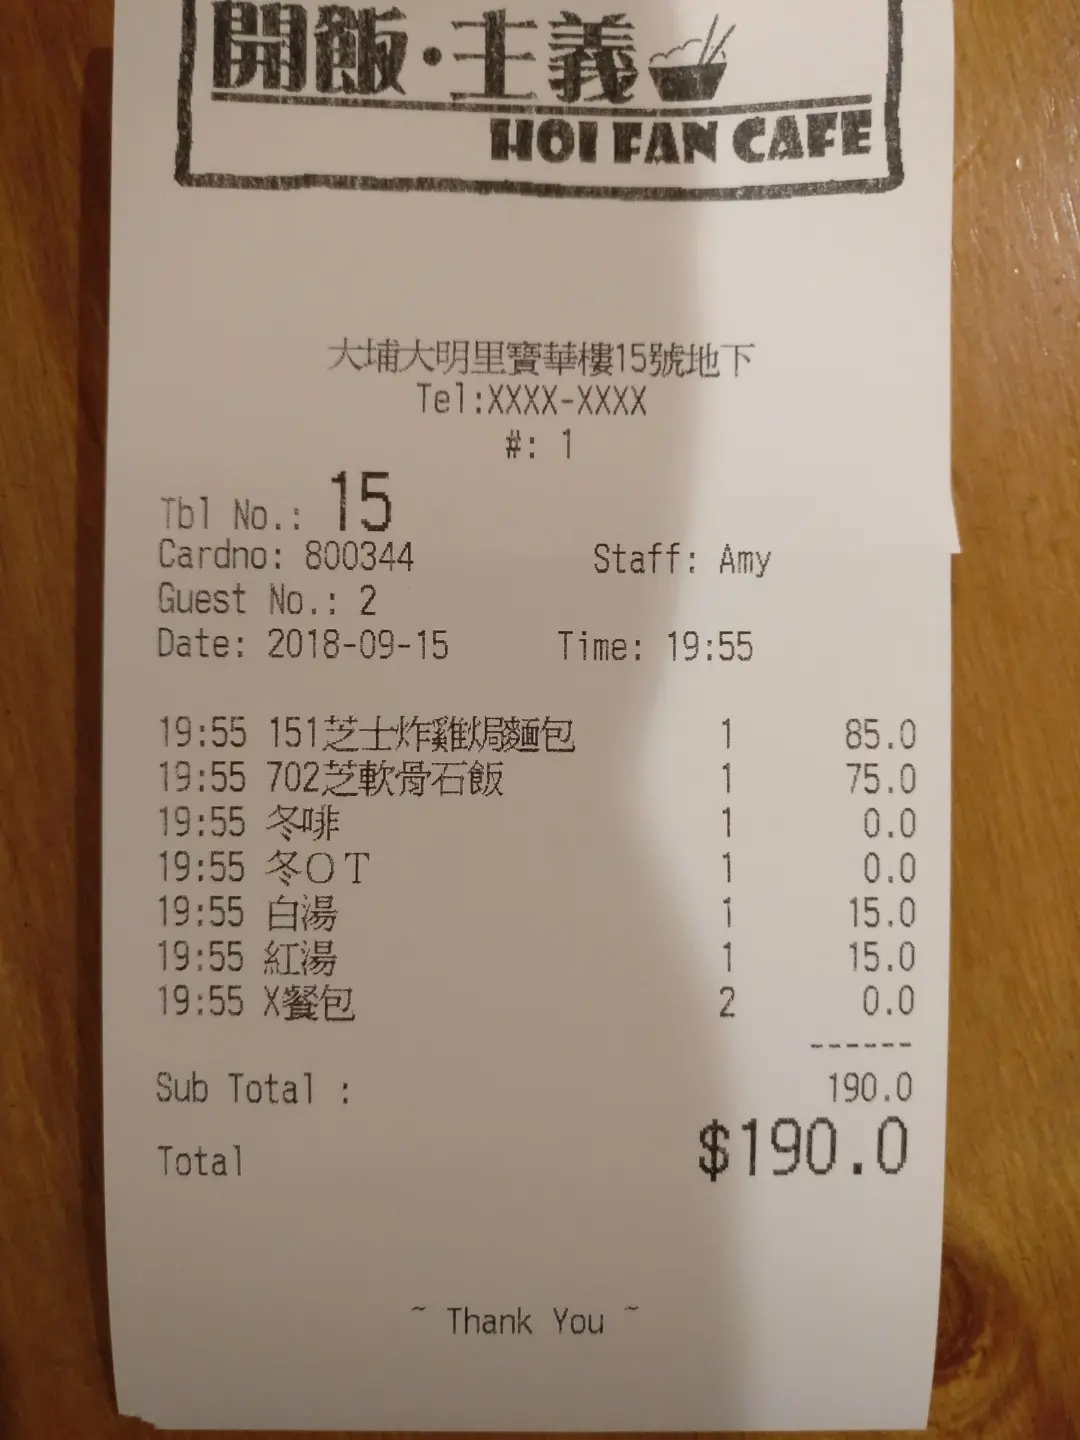 開飯·主義
HOI FAN CAFE
大埔大明里寶華樓15號地下
Tel:XXXX-XXXX
#: 1
Tbl No.: 15
Cardno: 800344 Staff: Amy
Guest No.: 2
Date: 2018-09-15 Time: 19:55
19:55 151芝士炸雞焗麵包 1 85.0
19:55 702芝軟骨石飯 1 75.0
19:55 冬啡 1 0.0
19:55 冬OT 1 0.0
19:55 白湯 1 15.0
19:55 紅湯 1 15.0
19:55 X餐包 2 0.0
------
Sub Total : 190.0
Total $190.0
~ Thank You ~